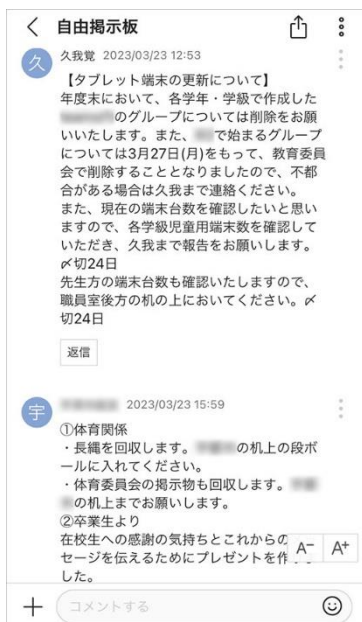 自由掲示板
久
久我覚 2023/03/23 12:53
【タブレット端末の更新について】
年度末において、各学年・学級で作成した
のグループについては削除をお願
いいたします。また、で始まるグループ
については3月27日(月)をもって、教育委員
会で削除することとなりましたので、不都
合がある場合は久我まで連絡ください。
また、現在の端末台数を確認したいと思い
ますので、各学級児童用端末数を確認して
いただき、久我まで報告をお願いします。
〆切24日
先生方の端末台数も確認いたしますので、
職員室後方の机の上においてください。〆
切24日
返信
宇
2023/03/23 15:59
①体育関係
・長縄を回収します。の机上の段ボ
ールに入れてください。
・体育委員会の掲示物も回収します。
の机上までお願いします。
②卒業生より
在校生への感謝の気持ちとこれからの
セージを伝えるためにプレゼントを作
した。
A- A+
コメントする